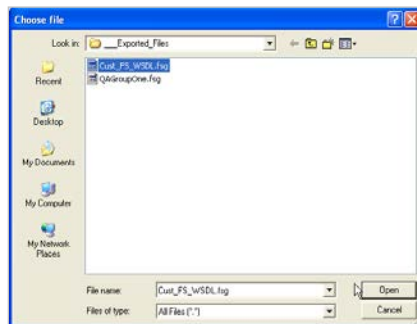 Choose file
Look in: ___Exported_Files
Cust_FS_WSDL.fsg
QAGroupOne.fsg
Recent
Desktop
My Documents
My Computer
My Network
Places
File name: Cust_FS_WSDL.fsg Open
Files of type: All Files (*.*) Cancel